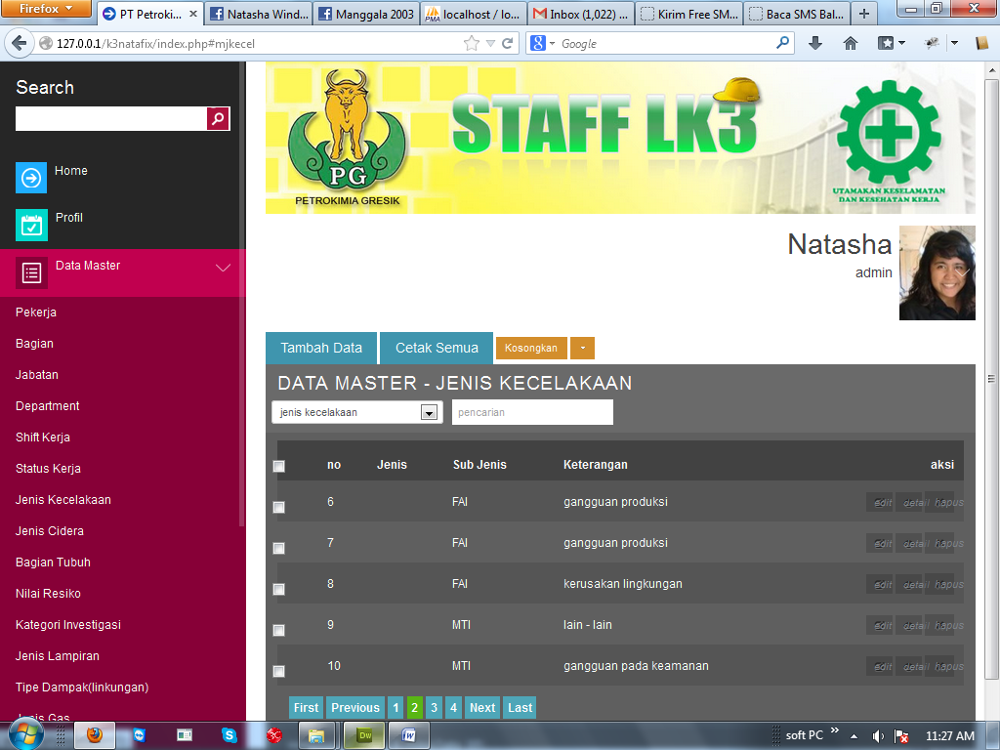 Firefox
PT Petroki...
Natasha Wind...
Manggala 2003
localhost / lo...
Inbox (1,022) ...
Kirim Free SM...
Baca SMS Bal...
127.0.0.1/k3natafix/index.php#mjkecel
Google
Search
Home
Profil
Data Master
Pekerja
Bagian
Jabatan
Department
Shift Kerja
Status Kerja
Jenis Kecelakaan
Jenis Cidera
Bagian Tubuh
Nilai Resiko
Kategori Investigasi
Jenis Lampiran
Tipe Dampak(linkungan)
Jenis Gas
PG
PETROKIMIA GRESIK
STAFF LK3
UTAMAKAN KESELAMATAN
DAN KESEHATAN KERJA
Natasha
admin
Tambah Data Cetak Semua Kosongkan -
DATA MASTER - JENIS KECELAKAAN
jenis kecelakaan pencarian
no Jenis Sub Jenis Keterangan aksi
6 FAI gangguan produksi edit detail hapus
7 FAI gangguan produksi edit detail hapus
8 FAI kerusakan lingkungan edit detail hapus
9 MTI lain - lain edit detail hapus
10 MTI gangguan pada keamanan edit detail hapus
First Previous 1 2 3 4 Next Last
soft PC 11:27 AM